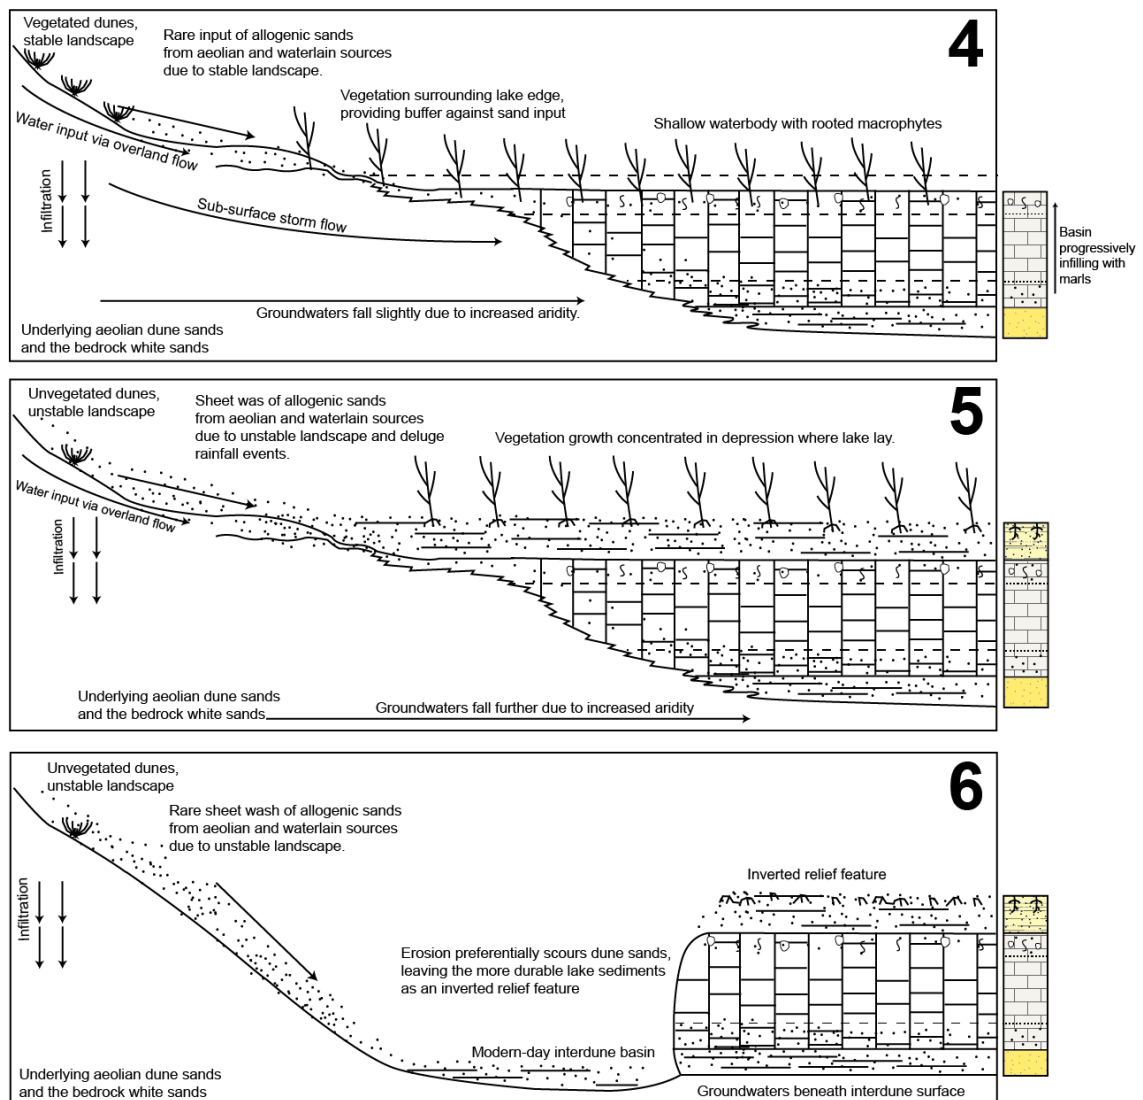 4
Vegetated dunes,
stable landscape
Rare input of allogenic sands
from aeolian and waterlain sources
due to stable landscape.
Vegetation surrounding lake edge,
providing buffer against sand input
Shallow waterbody with rooted macrophytes
Water input via overland flow
Infiltration
Sub-surface storm flow
Basin
progressively
infilling with
marls
Groundwaters fall slightly due to increased aridity.
Underlying aeolian dune sands
and the bedrock white sands
5
Unvegetated dunes,
unstable landscape
Sheet was of allogenic sands
from aeolian and waterlain sources
due to unstable landscape and deluge
rainfall events.
Vegetation growth concentrated in depression where lake lay.
Water input via overland flow
Infiltration
Underlying aeolian dune sands
and the bedrock white sands
Groundwaters fall further due to increased aridity
6
Unvegetated dunes,
unstable landscape
Rare sheet wash of allogenic sands
from aeolian and waterlain sources
due to unstable landscape.
Infiltration
Inverted relief feature
Erosion preferentially scours dune sands,
leaving the more durable lake sediments
as an inverted relief feature
Modern-day interdune basin
Underlying aeolian dune sands
and the bedrock white sands
Groundwaters beneath interdune surface